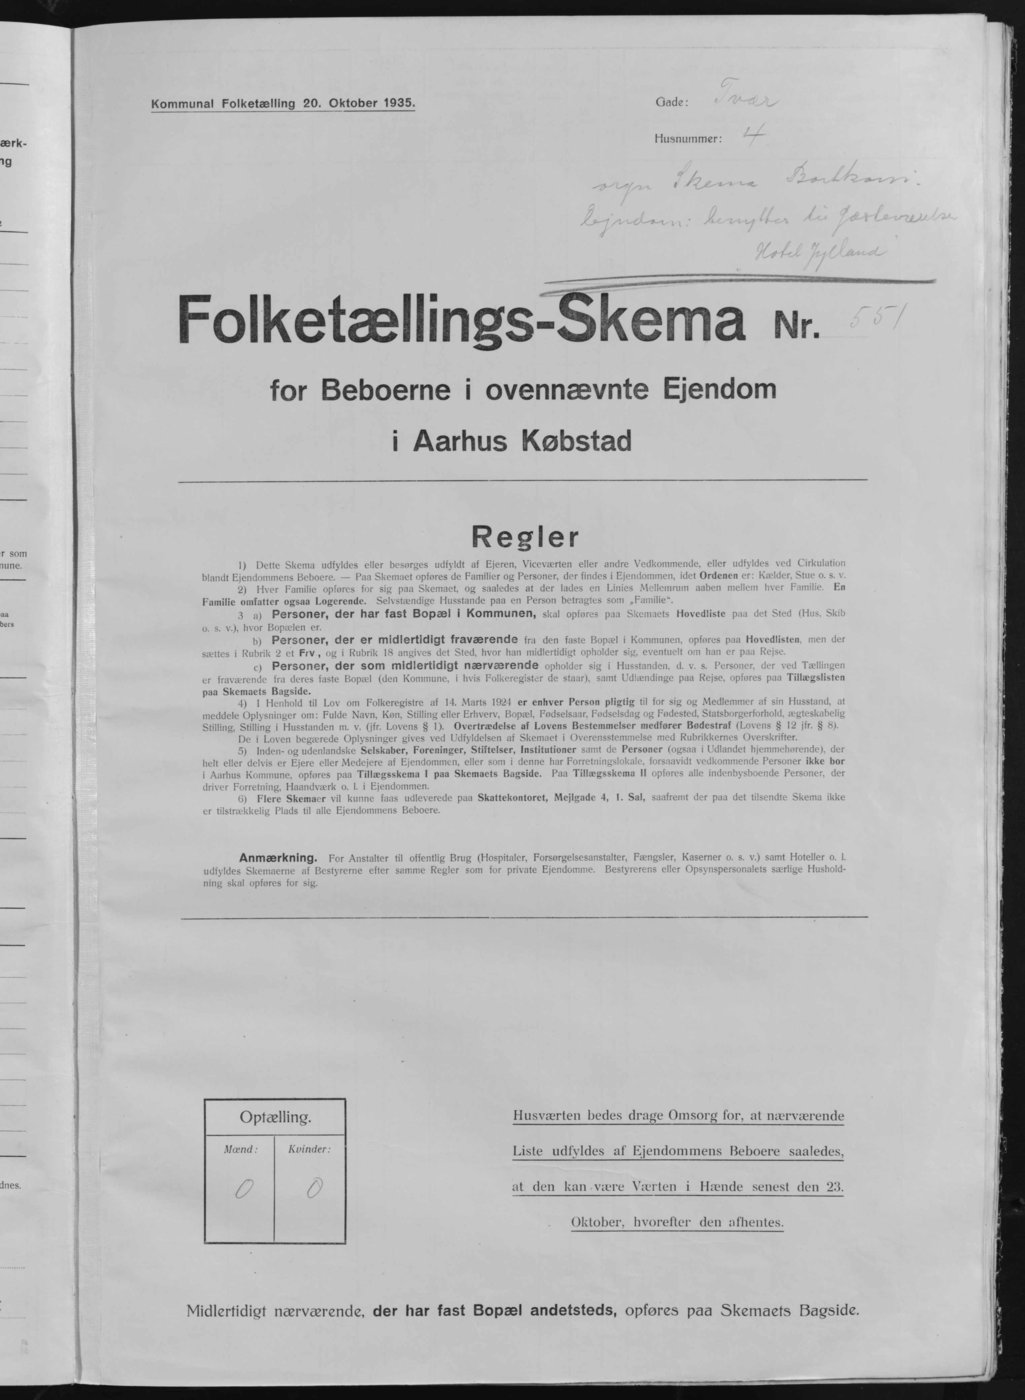 Kommunal Folketælling 20. Oktober 1935.
Gade: Tvær
Husnummer: 4
Skema Bortkom.
Ejendom: benyttes til Gæsteværelse
Hotel Jylland
Folketællings-Skema Nr. 551
for Beboerne i ovennævnte Ejendom
i Aarhus Købstad
Regler
1) Dette Skema udfyldes eller besørges udfyldt af Ejeren, Viceværten eller andre Vedkommende, eller udfyldes ved Cirkulation
blandt Ejendommens Beboere. — Paa Skemaet opføres de Familier og Personer, der findes i Ejendommen, idet Ordenen er: Kælder, Stue o. s. v.
2) Hver Familie opføres for sig paa Skemaet, og saaledes at der lades en Linies Mellemrum aaben mellem hver Familie. En
Familie omfatter ogsaa Logerende. Selvstændige Husstande paa en Person betragtes som „Familie“.
3 a) Personer, der har fast Bopæl i Kommunen, skal opføres paa Skemaets Hovedliste paa det Sted (Hus, Skib
o. s. v.), hvor Bopælen er.
b) Personer, der er midlertidigt fraværende fra den faste Bopæl i Kommunen, opføres paa Hovedlisten, men der
sættes i Rubrik 2 et Frv., og i Rubrik 18 angives det Sted, hvor han midlertidigt opholder sig, eventuelt om han er paa Rejse.
c) Personer, der som midlertidigt nærværende opholder sig i Husstanden, d. v. s. Personer, der ved Tællingen
er fraværende fra deres faste Bopæl (den Kommune, i hvis Folkeregister de staar), samt Udlændinge paa Rejse, opføres paa Tillægslisten
paa Skemaets Bagside.
4) I Henhold til Lov om Folkeregistre af 14. Marts 1924 er enhver Person pligtig til for sig og Medlemmer af sin Husstand, at
meddele Oplysninger om: Fulde Navn, Køn, Stilling eller Erhverv, Bopæl, Fødselsaar, Fødselsdag og Fødested, Statsborgerforhold, ægteskabelig
Stilling, Stilling i Husstanden m. v. (jfr. Lovens § 1). Overtrædelse af Lovens Bestemmelser medfører Bødestraf (Lovens § 12 jfr. § 8).
De i Loven begærede Oplysninger gives ved Udfyldelsen af Skemaet i Overensstemmelse med Rubrikkernes Overskrifter.
5) Inden- og udenlandske Selskaber, Foreninger, Stiftelser, Institutioner samt de Personer (ogsaa i Udlandet hjemmehørende), der
helt eller delvis er Ejere eller Medejere af Ejendommen, eller som i denne har Forretningslokale, forsaavidt vedkommende Personer ikke bor
i Aarhus Kommune, opføres paa Tillægsskema I paa Skemaets Bagside. Paa Tillægsskema II opføres alle indenbysboende Personer, der
driver Forretning, Haandværk o. l. i Ejendommen.
6) Flere Skemaer vil kunne faas udleverede paa Skattekontoret, Mejlgade 4, 1. Sal, saafremt der paa det tilsendte Skema ikke
er tilstrækkelig Plads til alle Ejendommens Beboere.
Anmærkning. For Anstalter til offentlig Brug (Hospitaler, Forsørgelsesanstalter, Fængsler, Kaserner o. s. v.) samt Hoteller o. l.
udfyldes Skemaerne af Bestyrerne efter samme Regler som for private Ejendomme. Bestyrerens eller Opsynspersonalets særlige Hushold-
ning skal opføres for sig.
Optælling.
Mænd: Kvinder:
0 0
Husværten bedes drage Omsorg for, at nærværende
Liste udfyldes af Ejendommens Beboere saaledes,
at den kan være Værten i Hænde senest den 23.
Oktober, hvorefter den afhentes.
Midlertidigt nærværende, der har fast Bopæl andetsteds, opføres paa Skemaets Bagside.